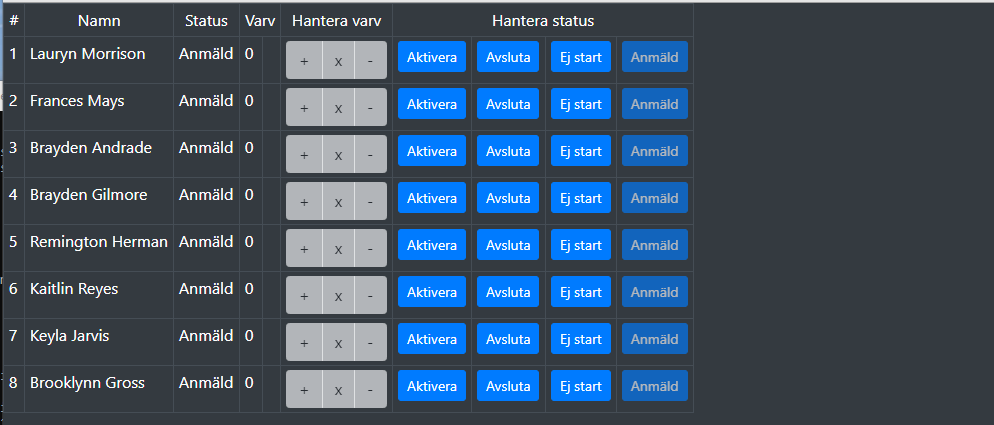 # Namn Status Varv Hantera varv Hantera status
1 Lauryn Morrison Anmäld 0 + x - Aktivera Avsluta Ej start Anmäld
2 Frances Mays Anmäld 0 + x - Aktivera Avsluta Ej start Anmäld
3 Brayden Andrade Anmäld 0 + x - Aktivera Avsluta Ej start Anmäld
4 Brayden Gilmore Anmäld 0 + x - Aktivera Avsluta Ej start Anmäld
5 Remington Herman Anmäld 0 + x - Aktivera Avsluta Ej start Anmäld
6 Kaitlin Reyes Anmäld 0 + x - Aktivera Avsluta Ej start Anmäld
7 Keyla Jarvis Anmäld 0 + x - Aktivera Avsluta Ej start Anmäld
8 Brooklynn Gross Anmäld 0 + x - Aktivera Avsluta Ej start Anmäld